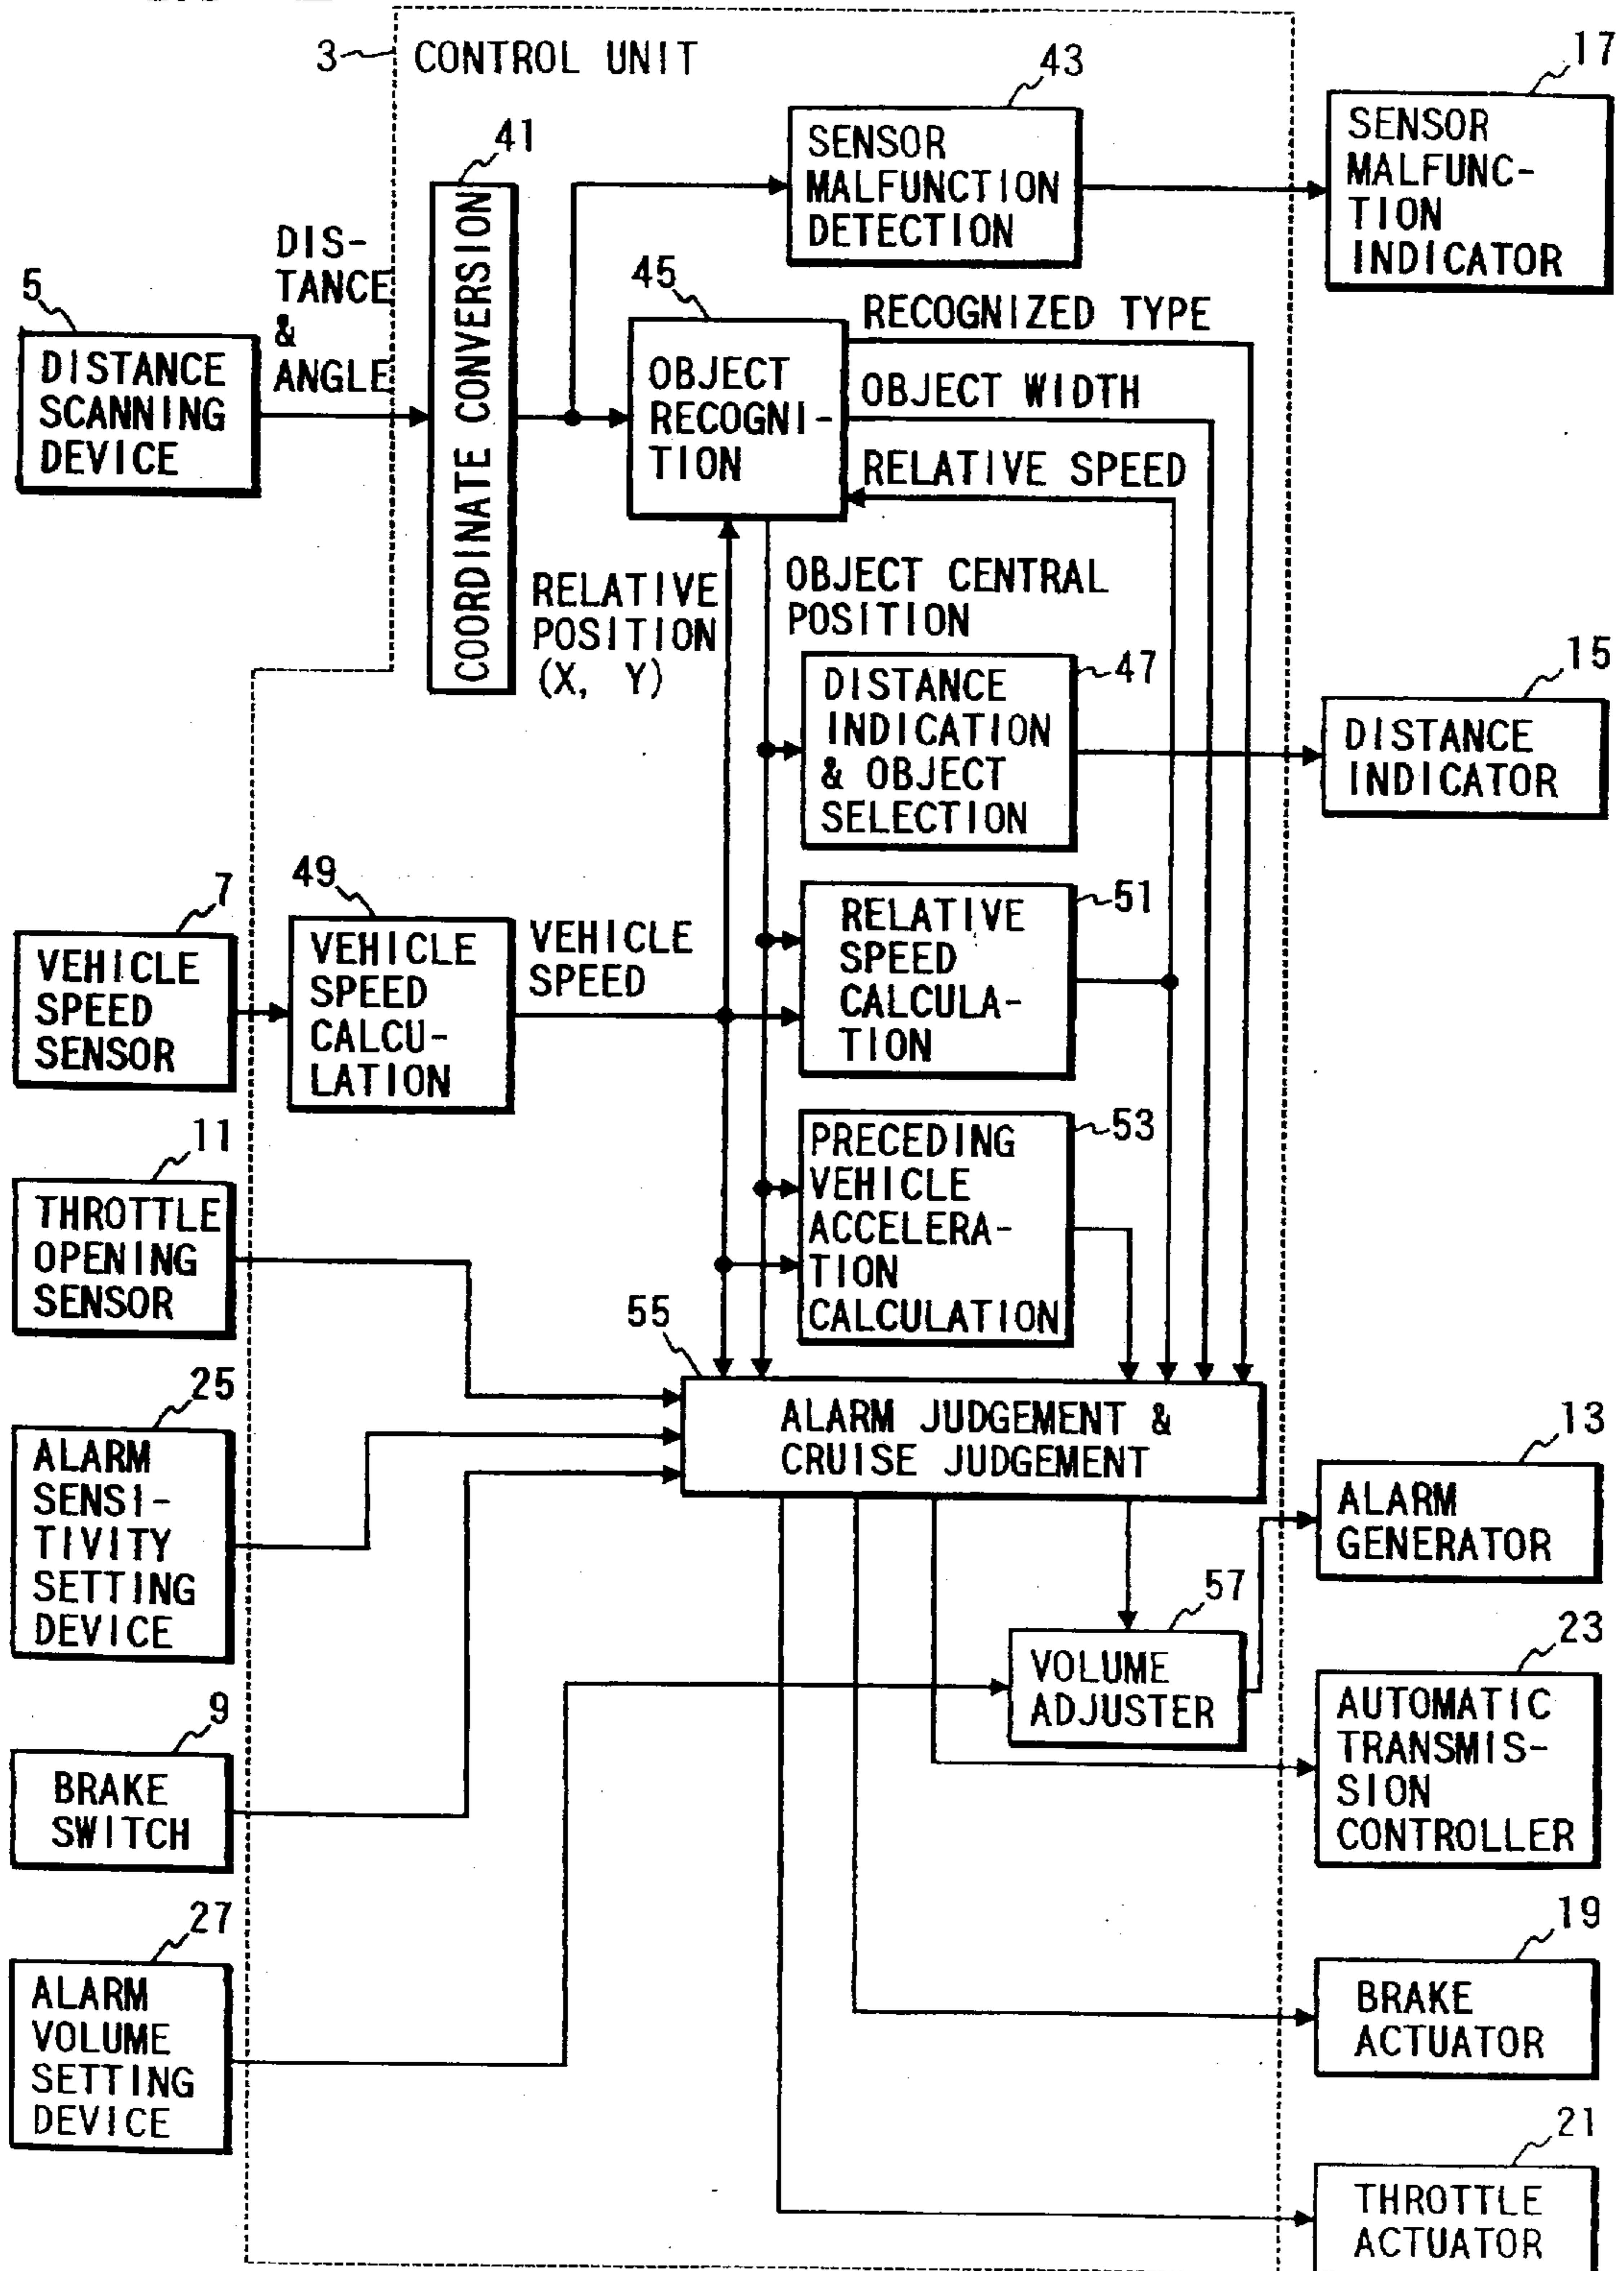 3
CONTROL UNIT
43
SENSOR
MALFUNCTION
DETECTION
17
SENSOR
MALFUNC-
TION
INDICATOR
41
COORDINATE CONVERSION
DIS-
TANCE
&
ANGLE
5
DISTANCE
SCANNING
DEVICE
45
OBJECT
RECOGNI-
TION
RECOGNIZED TYPE
OBJECT WIDTH
RELATIVE SPEED
RELATIVE
POSITION
(X, Y)
OBJECT CENTRAL
POSITION
47
DISTANCE
INDICATION
& OBJECT
SELECTION
15
DISTANCE
INDICATOR
7
VEHICLE
SPEED
SENSOR
49
VEHICLE
SPEED
CALCU-
LATION
VEHICLE
SPEED
51
RELATIVE
SPEED
CALCULA-
TION
11
THROTTLE
OPENING
SENSOR
53
PRECEDING
VEHICLE
ACCELERA-
TION
CALCULATION
55
ALARM JUDGEMENT &
CRUISE JUDGEMENT
25
ALARM
SENSI-
TIVITY
SETTING
DEVICE
13
ALARM
GENERATOR
57
VOLUME
ADJUSTER
23
AUTOMATIC
TRANSMIS-
SION
CONTROLLER
9
BRAKE
SWITCH
27
ALARM
VOLUME
SETTING
DEVICE
19
BRAKE
ACTUATOR
21
THROTTLE
ACTUATOR